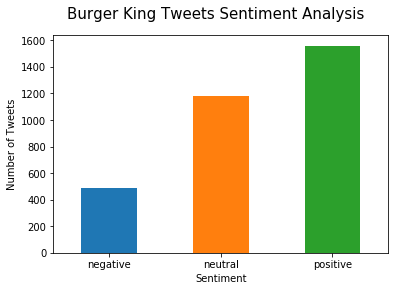 Burger King Tweets Sentiment Analysis
1600
1400
1200
1000
800
600
400
200
0
Number of Tweets
negative neutral positive
Sentiment